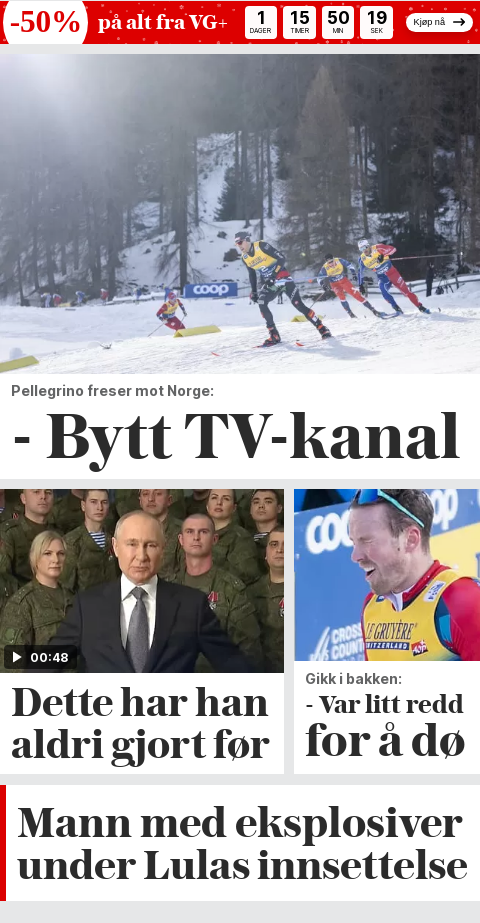 -50%
på alt fra VG+
1 15 50 19
DAGER TIMER MIN SEK
Kjøp nå
coop
Pellegrino freser mot Norge:
- Bytt TV-kanal
00:48
Dette har han
aldri gjort før
coop
CROSS
COUNT
LE GRUYÈRE
SWITZERLAND
Gikk i bakken:
- Var litt redd
for å dø
Mann med eksplosiver
under Lulas innsettelse